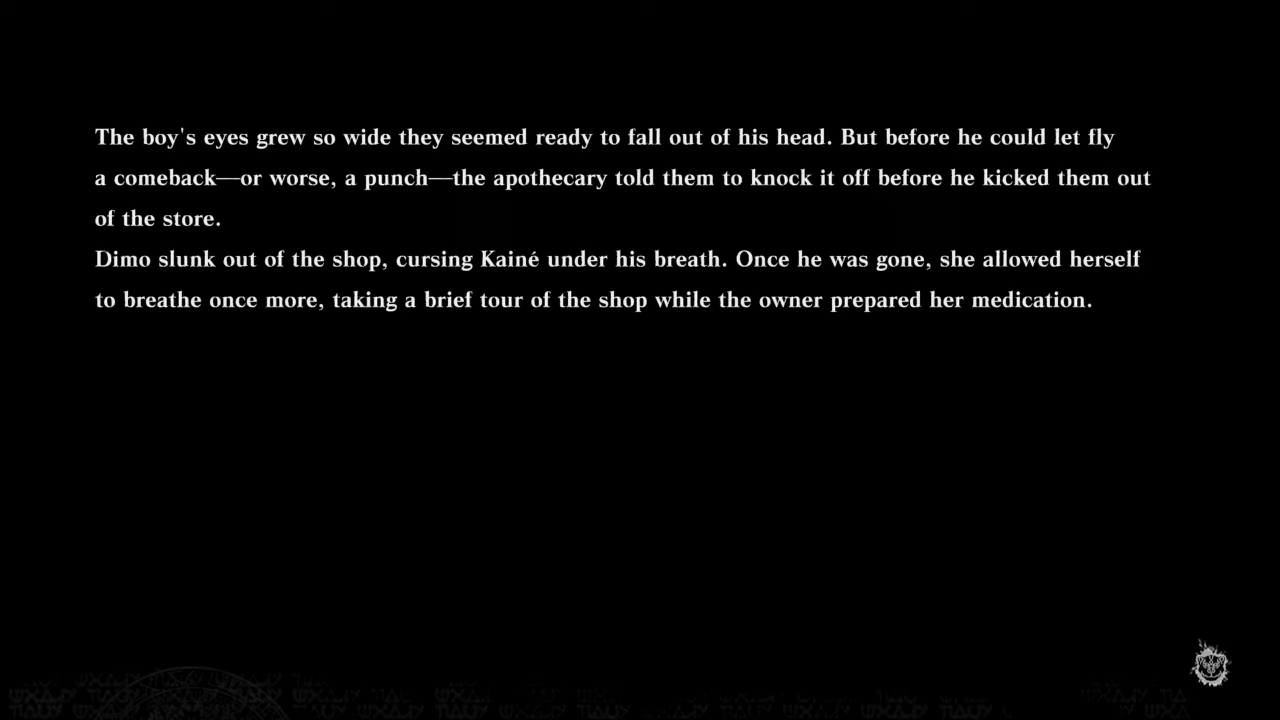 The boy's eyes grew so wide they seemed ready to fall out of his head. But before he could let fly
a comeback—or worse, a punch—the apothecary told them to knock it off before he kicked them out
of the store.
Dimo slunk out of the shop, cursing Kainé under his breath. Once he was gone, she allowed herself
to breathe once more, taking a brief tour of the shop while the owner prepared her medication.